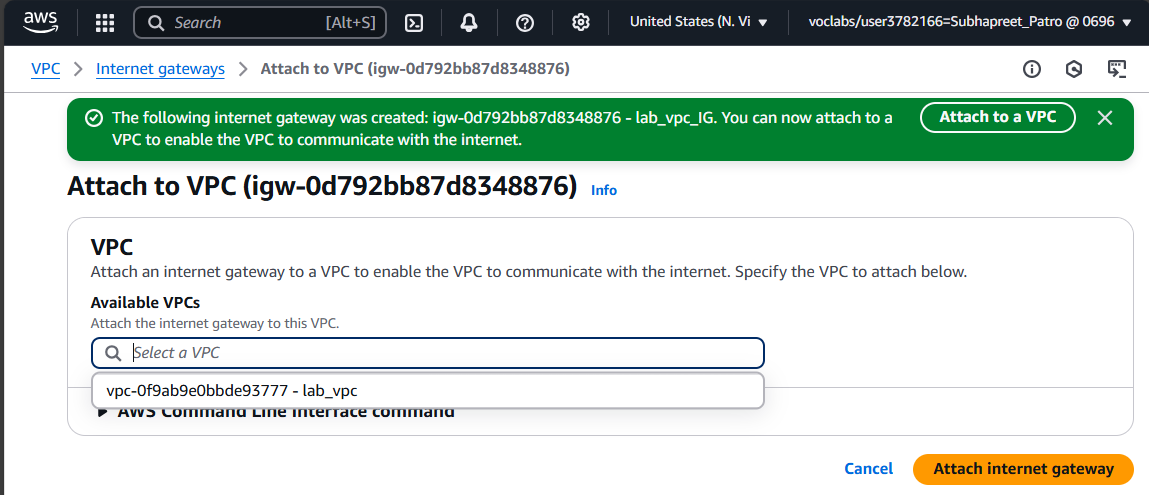 aws
Search [Alt+S]
United States (N. Vi
voclabs/user3782166=Subhapreet_Patro @ 0696
VPC > Internet gateways > Attach to VPC (igw-0d792bb87d8348876)
The following internet gateway was created: igw-0d792bb87d8348876 - lab_vpc_IG. You can now attach to a
VPC to enable the VPC to communicate with the internet.
Attach to a VPC
Attach to VPC (igw-0d792bb87d8348876) Info
VPC
Attach an internet gateway to a VPC to enable the VPC to communicate with the internet. Specify the VPC to attach below.
Available VPCs
Attach the internet gateway to this VPC.
Select a VPC
vpc-0f9ab9e0bbde93777 - lab_vpc
AWS Command Line Interface command
Cancel
Attach internet gateway